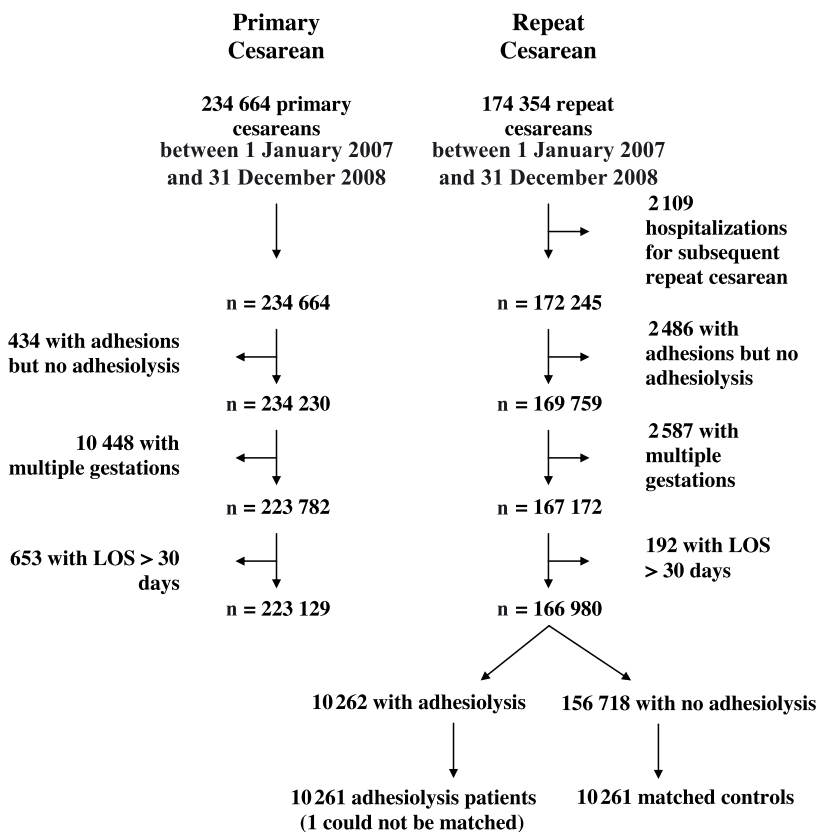 Primary
Cesarean
Repeat
Cesarean
234 664 primary
cesareans
between 1 January 2007
and 31 December 2008
174 354 repeat
cesareans
between 1 January 2007
and 31 December 2008
2 109
hospitalizations
for subsequent
repeat cesarean
n = 234 664
n = 172 245
434 with adhesions
but no adhesiolysis
2 486 with
adhesions but no
adhesiolysis
n = 234 230
n = 169 759
10 448 with
multiple gestations
2 587 with
multiple
gestations
n = 223 782
n = 167 172
653 with LOS > 30
days
192 with LOS
> 30 days
n = 223 129
n = 166 980
10 262 with adhesiolysis
156 718 with no adhesiolysis
10 261 adhesiolysis patients
(1 could not be matched)
10 261 matched controls